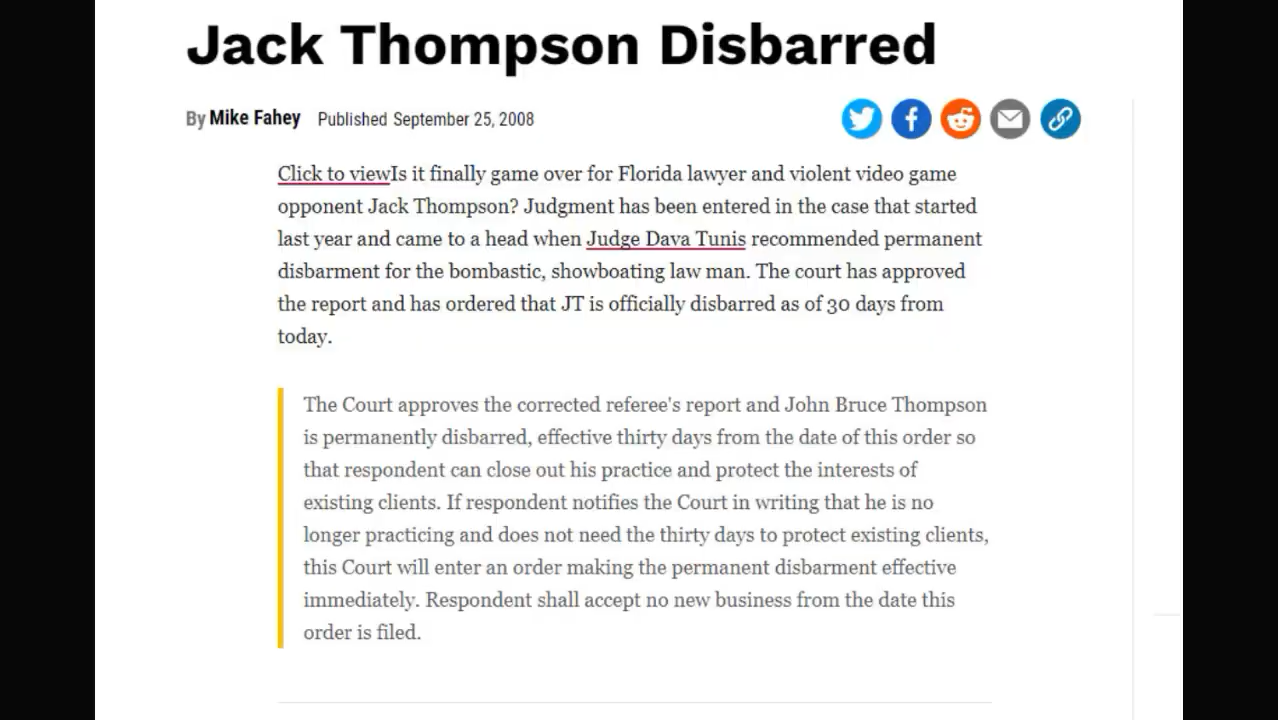 Jack Thompson Disbarred
By Mike Fahey Published September 25, 2008
Click to viewIs it finally game over for Florida lawyer and violent video game
opponent Jack Thompson? Judgment has been entered in the case that started
last year and came to a head when Judge Dava Tunis recommended permanent
disbarment for the bombastic, showboating law man. The court has approved
the report and has ordered that JT is officially disbarred as of 30 days from
today.
The Court approves the corrected referee's report and John Bruce Thompson
is permanently disbarred, effective thirty days from the date of this order so
that respondent can close out his practice and protect the interests of
existing clients. If respondent notifies the Court in writing that he is no
longer practicing and does not need the thirty days to protect existing clients,
this Court will enter an order making the permanent disbarment effective
immediately. Respondent shall accept no new business from the date this
order is filed.